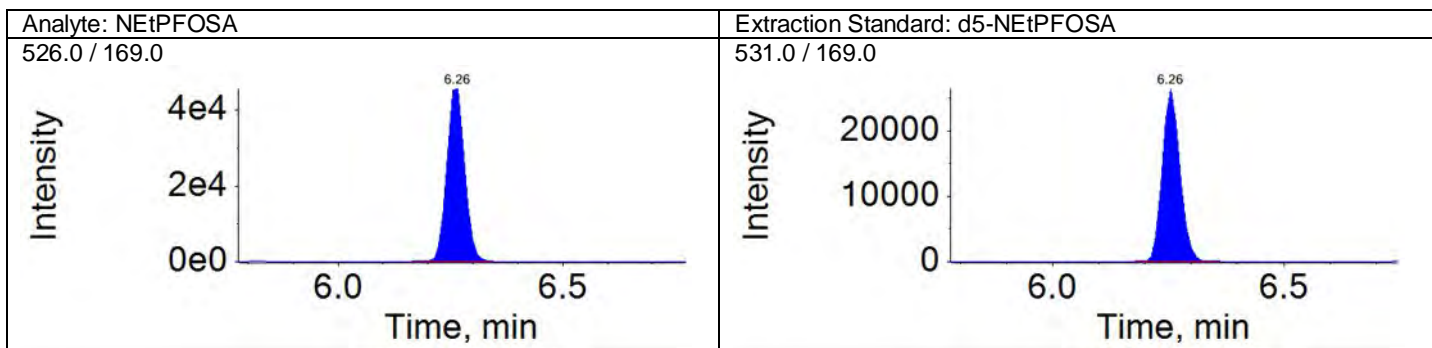 Analyte: NEtPFOSA
Extraction Standard: d5-NEtPFOSA
526.0 / 169.0
531.0 / 169.0
6.26
4e4
2e4
0e0
Intensity
6.0
6.5
Time, min
6.26
20000
10000
0
Intensity
6.0
6.5
Time, min